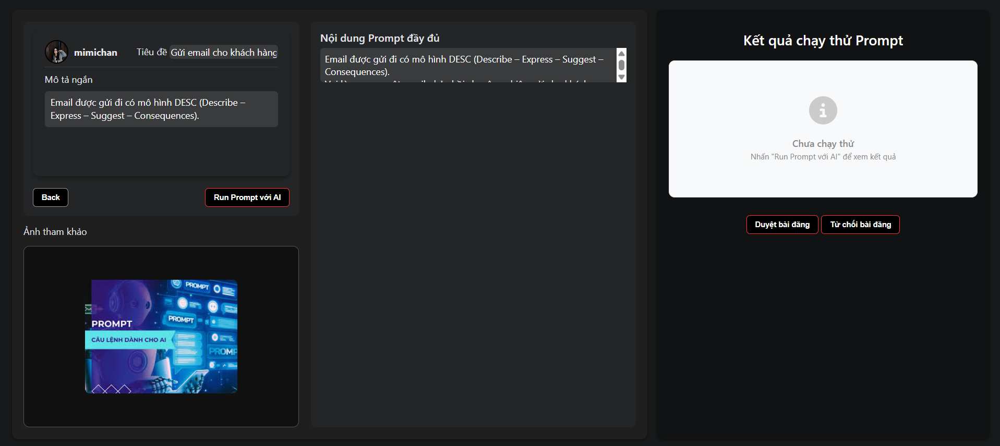 mimichan
Tiêu đề
Gửi email cho khách hàng
Mô tả ngắn
Email được gửi đi có mô hình DESC (Describe –
Express – Suggest – Consequences).
Back
Run Prompt với AI
Ảnh tham khảo
PROMPT
PROMPT
PROMPT
CÂU LỆNH DÀNH CHO AI
PROMP
Nội dung Prompt đầy đủ
Email được gửi đi có mô hình DESC (Describe – Express – Suggest –
Consequences).
Kết quả chạy thử Prompt
Chưa chạy thử
Nhấn "Run Prompt với AI" để xem kết quả
Duyệt bài đăng
Từ chối bài đăng